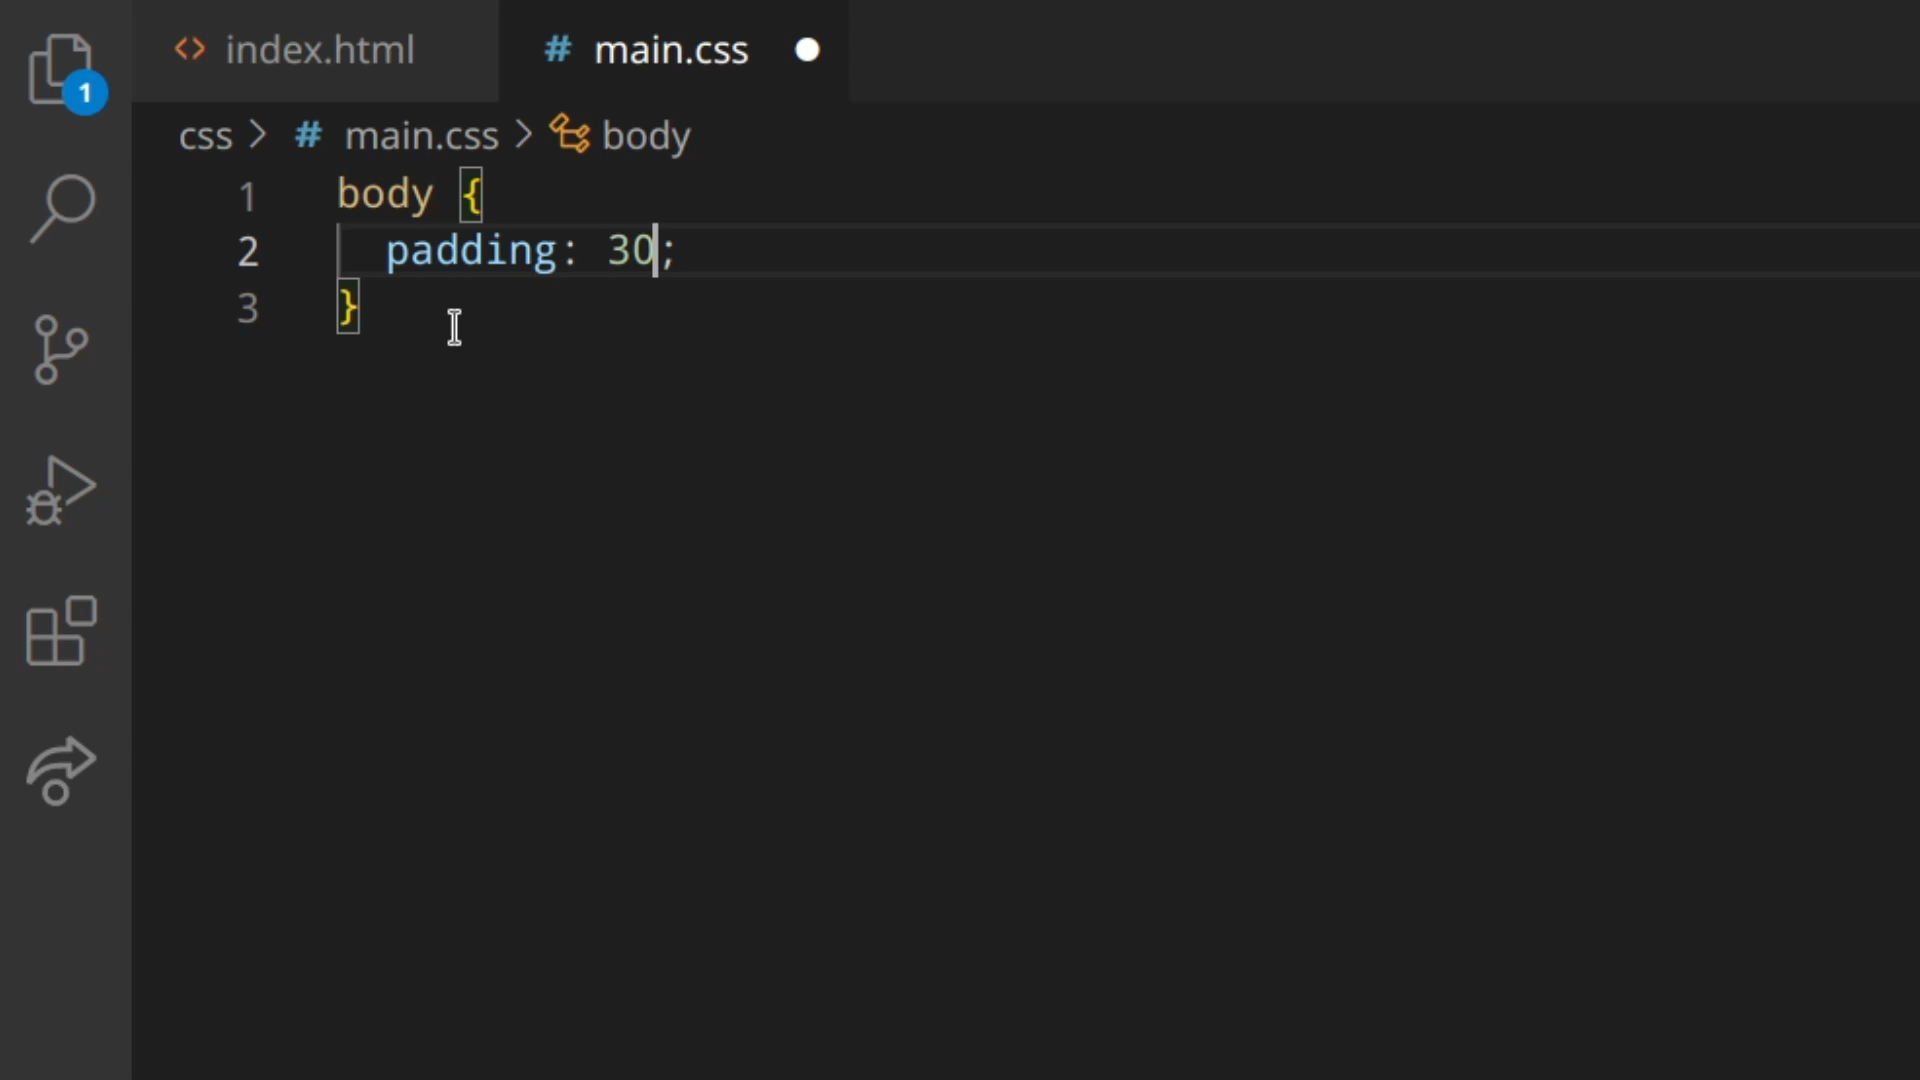 index.html
# main.css
1
css > # main.css > body
1 body {
2 padding: 30;
3 }